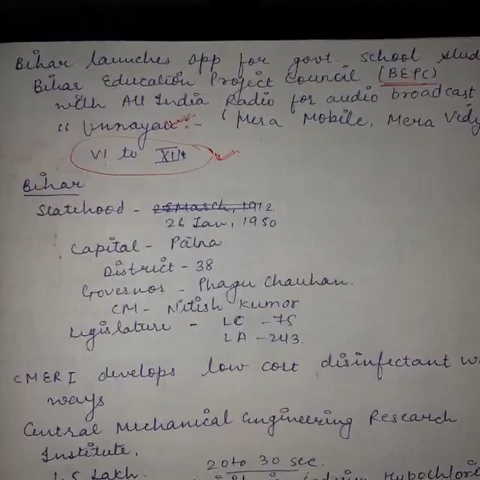 Bihar launches app for govt. school stud
Bihar Education Project Council (BEPC)
with All India Radio for audio broadcast
"Unnayan":- 'Mera Mobile, Mera Vidy
VI to XIIth
Bihar
Statehood - 22 March, 1912
26 Jan, 1950
Capital - Patna
District - 38
Governor - Phagu Chauhan.
CM - Nitish Kumar
Legislature - LC - 75
LA - 243.
CMERI develops low cost disinfectant w
ways
Central Mechanical Engineering Research
Institute.
20 to 30 sec.
Lakh.
Hypochlori